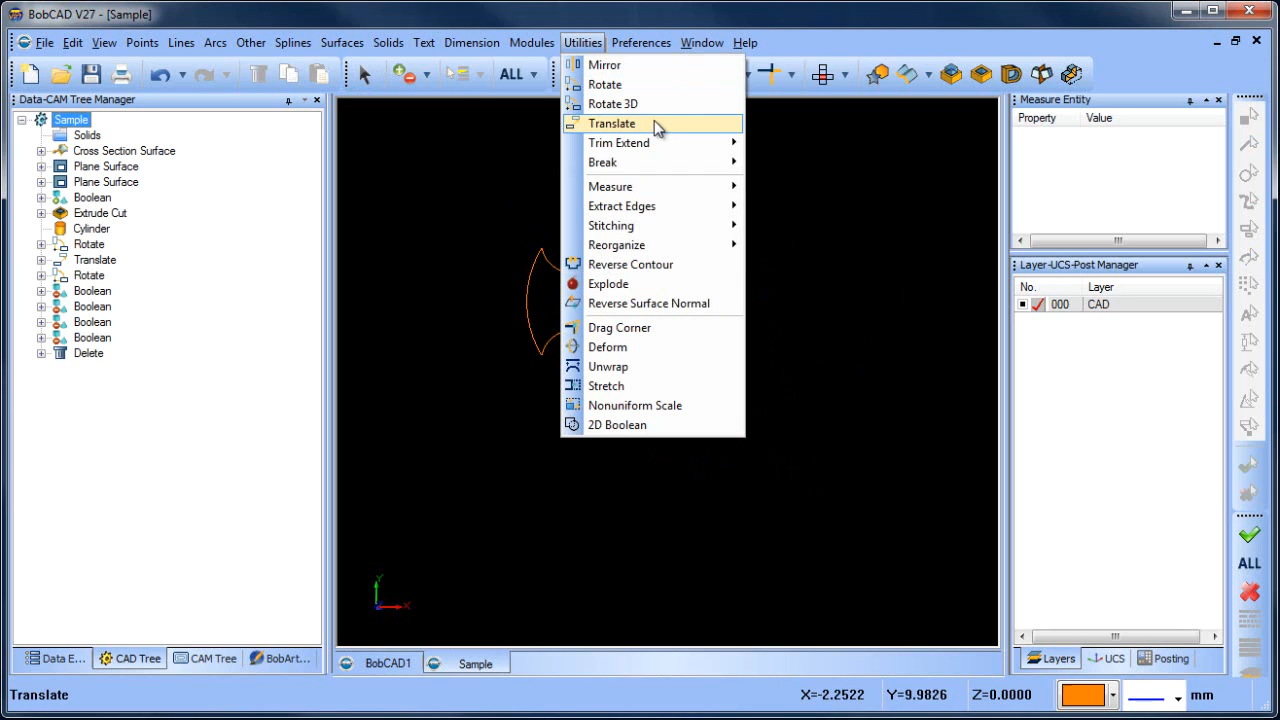 BobCAD V27 - [Sample]
File Edit View Points Lines Arcs Other Splines Surfaces Solids Text Dimension Modules Utilities Preferences Window Help
ALL
Data-CAM Tree Manager
Sample
Solids
Cross Section Surface
Plane Surface
Plane Surface
Boolean
Extrude Cut
Cylinder
Rotate
Translate
Rotate
Boolean
Boolean
Boolean
Boolean
Delete
Data E... CAD Tree CAM Tree BobArt...
Mirror
Rotate
Rotate 3D
Translate
Trim Extend
Break
Measure
Extract Edges
Stitching
Reorganize
Reverse Contour
Explode
Reverse Surface Normal
Drag Corner
Deform
Unwrap
Stretch
Nonuniform Scale
2D Boolean
Y
X
BobCAD1 Sample
Measure Entity
Property Value
Layer-UCS-Post Manager
No. Layer
000 CAD
Layers UCS Posting
ALL
Translate
X=-2.2522 Y=9.9826 Z=0.0000 mm